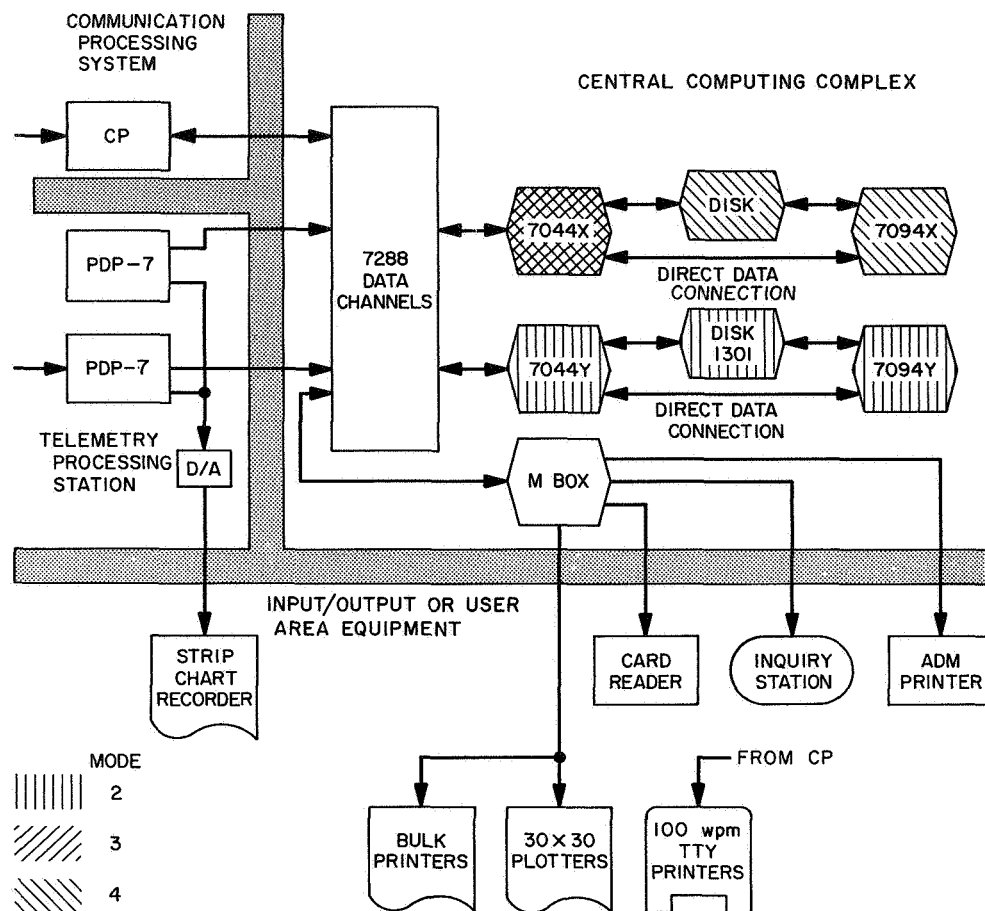 COMMUNICATION
PROCESSING
SYSTEM
CENTRAL COMPUTING COMPLEX
CP
DISK
7044X
7094X
PDP-7
7288
DATA
CHANNELS
DIRECT DATA
CONNECTION
DISK
1301
PDP-7
7044Y
7094Y
DIRECT DATA
CONNECTION
TELEMETRY
PROCESSING
STATION
D/A
M BOX
INPUT/OUTPUT OR USER
AREA EQUIPMENT
STRIP
CHART
RECORDER
CARD
READER
INQUIRY
STATION
ADM
PRINTER
MODE
2
3
4
FROM CP
BULK
PRINTERS
30 × 30
PLOTTERS
100 wpm
TTY
PRINTERS